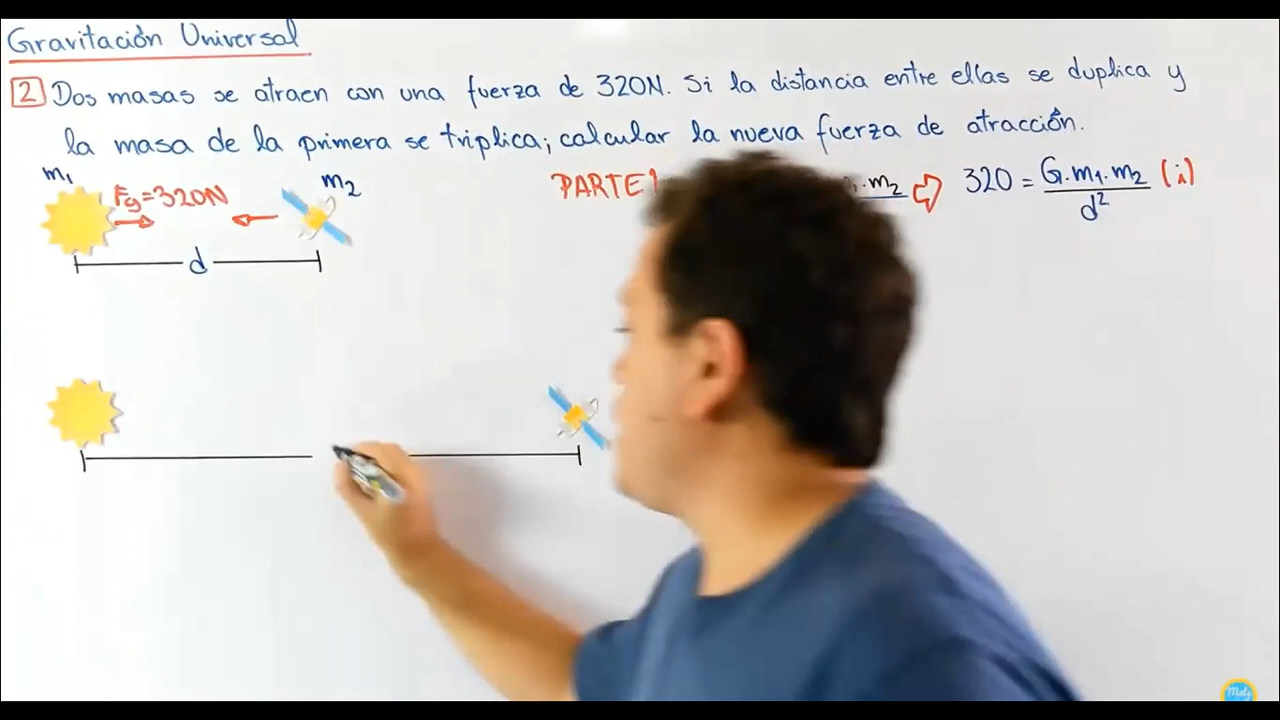 Gravitación Universal
2 Dos masas se atraen con una fuerza de 320N. Si la distancia entre ellas se duplica y
la masa de la primera se triplica; calcular la nueva fuerza de atracción.
m1 Fg=320N m2
d
PARTE 1 m2 ⇨ 320 = G.m1.m2 (i)
d²